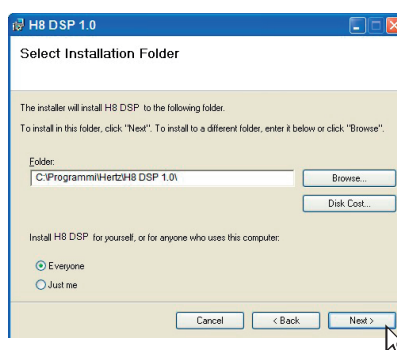 H8 DSP 1.0
Select Installation Folder
The installer will install H8 DSP to the following folder.
To install in this folder, click "Next". To install to a different folder, enter it below or click "Browse".
Folder:
C:\Programmi\Hertz\H8 DSP 1.0\
Browse...
Disk Cost...
Install H8 DSP for yourself, or for anyone who uses this computer:
Everyone
Just me
Cancel < Back Next >